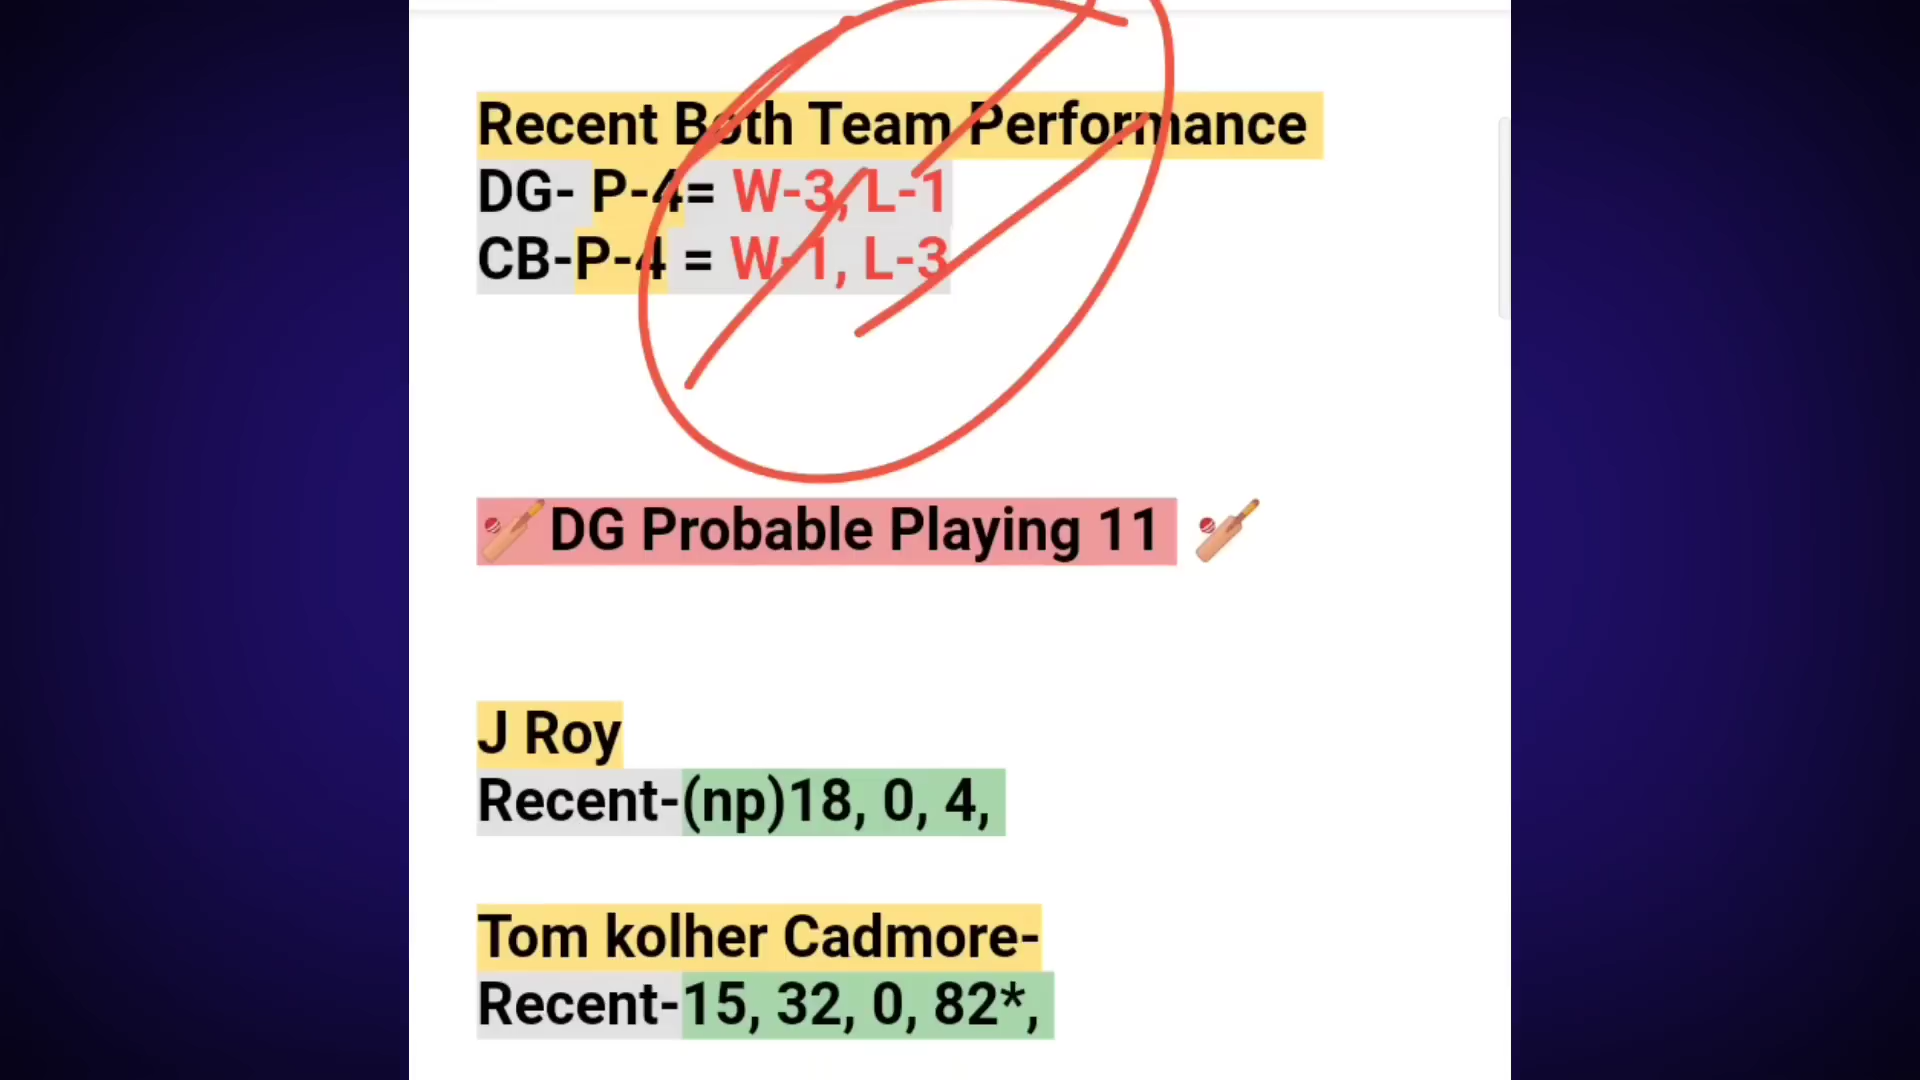 Recent Both Team Performance
DG- P-4= W-3, L-1
CB-P-4 = W-1, L-3
🏏DG Probable Playing 11 🏏
J Roy
Recent-(np)18, 0, 4,
Tom kolher Cadmore-
Recent-15, 32, 0, 82*,